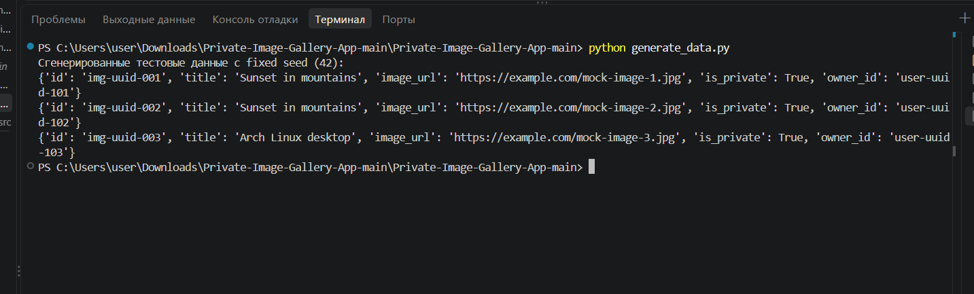 Проблемы Выходные данные Консоль отладки Терминал Порты
PS C:\Users\user\Downloads\Private-Image-Gallery-App-main\Private-Image-Gallery-App-main> python generate_data.py
Сгенерированные тестовые данные с fixed seed (42):
{'id': 'img-uuid-001', 'title': 'Sunset in mountains', 'image_url': 'https://example.com/mock-image-1.jpg', 'is_private': True, 'owner_id': 'user-uui
d-101'}
{'id': 'img-uuid-002', 'title': 'Sunset in mountains', 'image_url': 'https://example.com/mock-image-2.jpg', 'is_private': True, 'owner_id': 'user-uui
d-102'}
{'id': 'img-uuid-003', 'title': 'Arch Linux desktop', 'image_url': 'https://example.com/mock-image-3.jpg', 'is_private': True, 'owner_id': 'user-uuid
-103'}
PS C:\Users\user\Downloads\Private-Image-Gallery-App-main\Private-Image-Gallery-App-main>
src